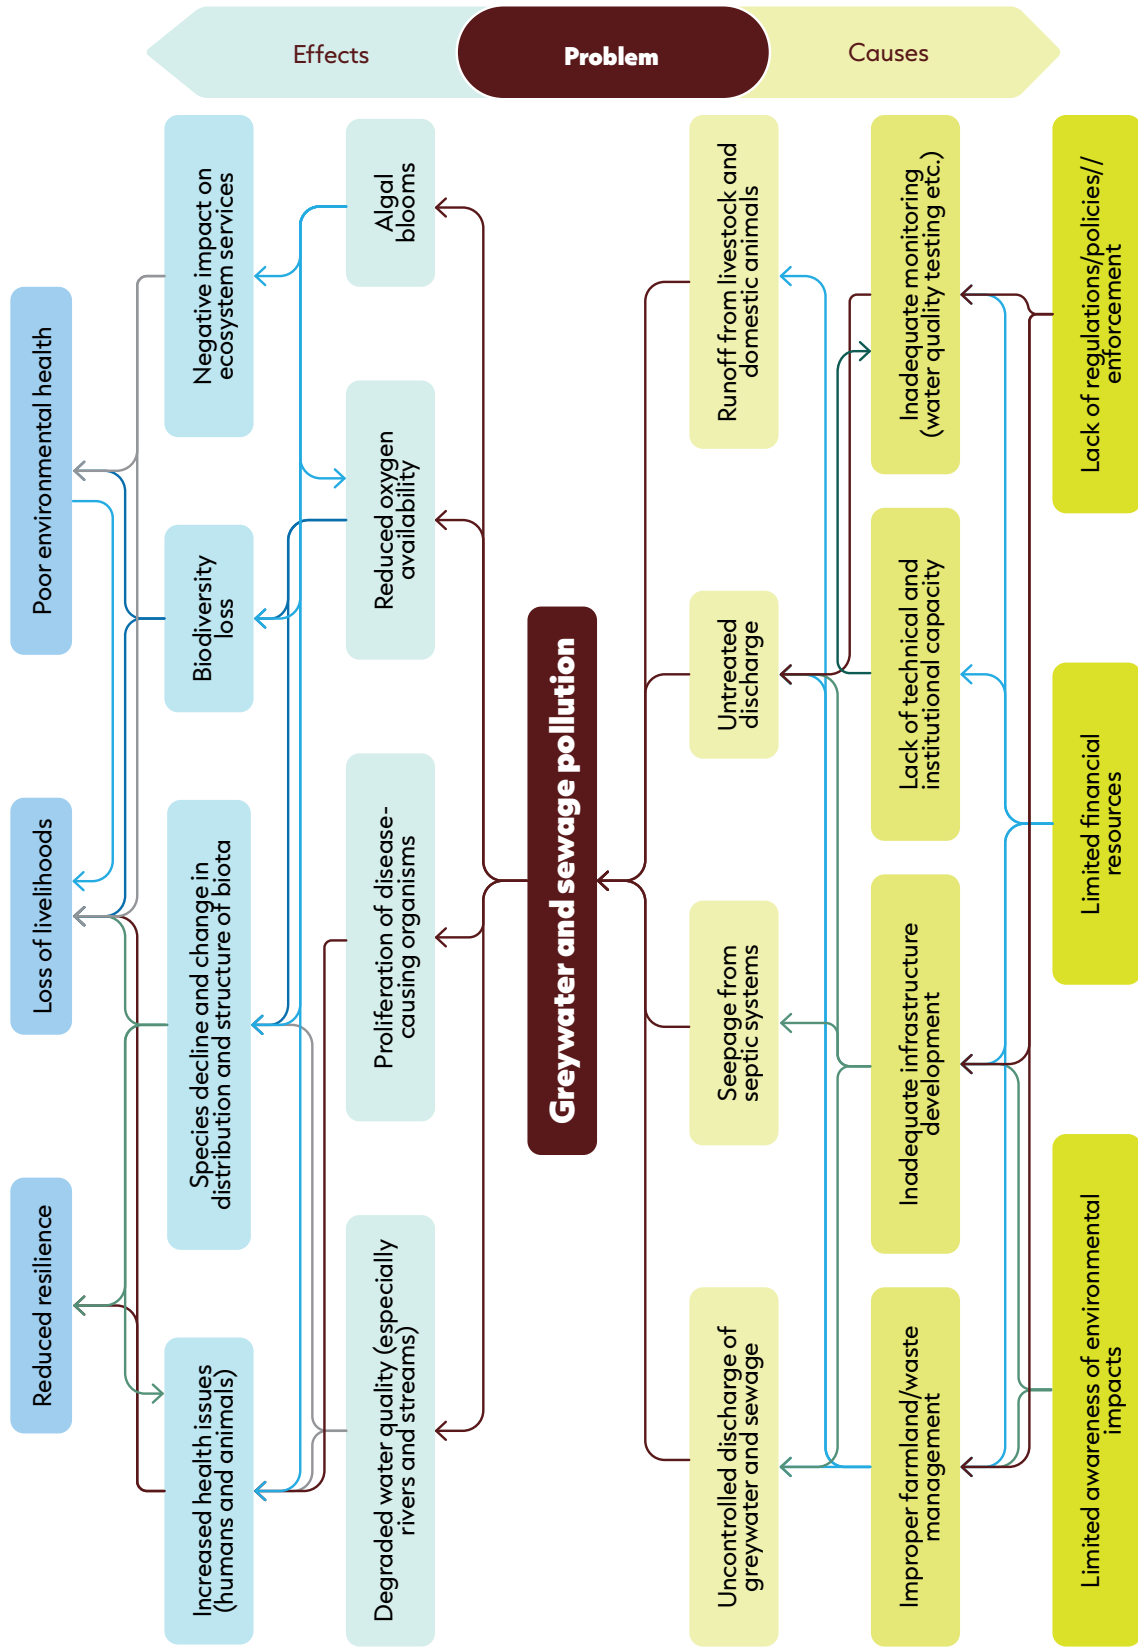 Effects
Problem
Causes
Reduced resilience
Loss of livelihoods
Poor environmental health
Increased health issues
(humans and animals)
Species decline and change in
distribution and structure of biota
Biodiversity
loss
Negative impact on
ecosystem services
Degraded water quality (especially
rivers and streams)
Proliferation of disease-
causing organisms
Reduced oxygen
availability
Algal
blooms
Greywater and sewage pollution
Uncontrolled discharge of
greywater and sewage
Seepage from
septic systems
Untreated
discharge
Runoff from livestock and
domestic animals
Improper farmland/waste
management
Inadequate infrastructure
development
Lack of technical and
institutional capacity
Inadequate monitoring
(water quality testing etc.)
Limited awareness of environmental
impacts
Limited financial
resources
Lack of regulations/policies//
enforcement